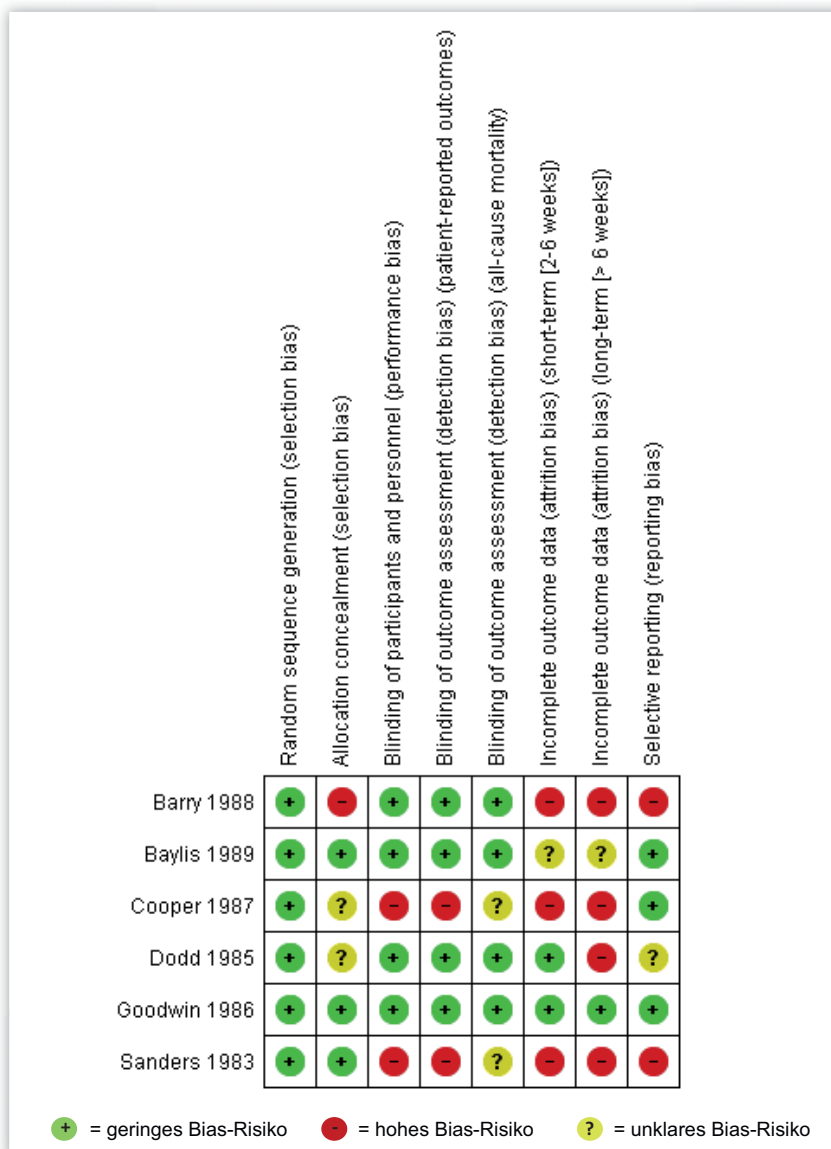 Random sequence generation (selection bias)
Allocation concealment (selection bias)
Blinding of participants and personnel (performance bias)
Blinding of outcome assessment (detection bias) (patient-reported outcomes)
Blinding of outcome assessment (detection bias) (all-cause mortality)
Incomplete outcome data (attrition bias) (short-term [2-6 weeks])
Incomplete outcome data (attrition bias) (long-term [> 6 weeks])
Selective reporting (reporting bias)
Barry 1988 + - + + + - - -
Baylis 1989 + + + + + ? ? +
Cooper 1987 + ? - - ? - - +
Dodd 1985 + ? + + + + - ?
Goodwin 1986 + + + + + + + +
Sanders 1983 + + - - ? - - -
+ = geringes Bias-Risiko - = hohes Bias-Risiko ? = unklares Bias-Risiko